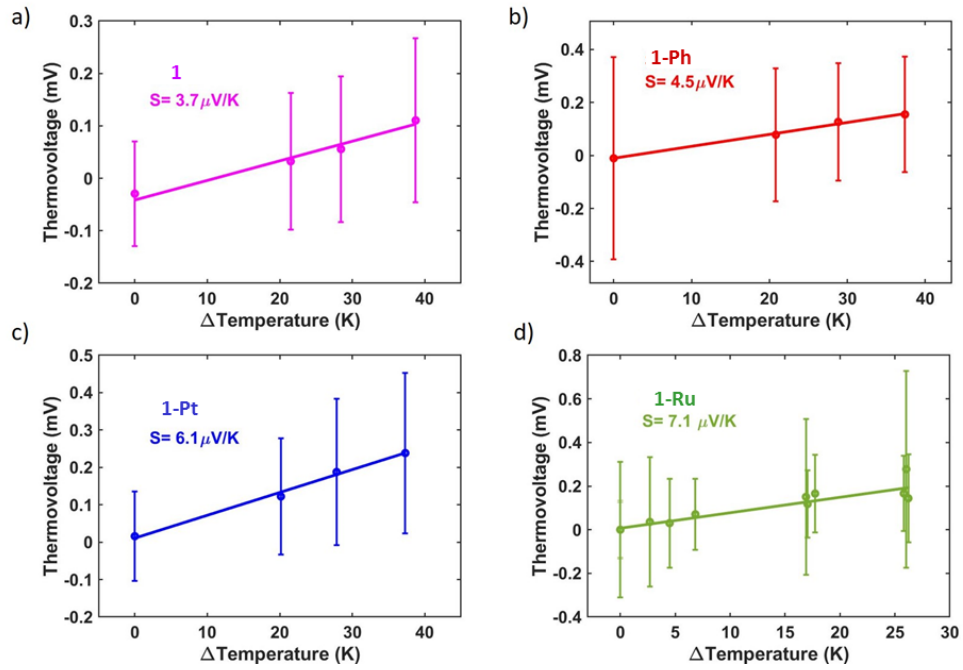 a)
1
S= 3.7μV/K
Thermovoltage (mV)
0.3
0.2
0.1
0
-0.1
-0.2
0 10 20 30 40
ΔTemperature (K)
b)
1-Ph
S= 4.5μV/K
Thermovoltage (mV)
0.4
0.2
0
-0.2
-0.4
0 10 20 30 40
ΔTemperature (K)
c)
1-Pt
S= 6.1μV/K
Thermovoltage (mV)
0.5
0.4
0.3
0.2
0.1
0
-0.1
-0.2
0 10 20 30 40
ΔTemperature (K)
d)
1-Ru
S= 7.1 μV/K
Thermovoltage (mV)
0.8
0.6
0.4
0.2
0
-0.2
-0.4
0 5 10 15 20 25 30
ΔTemperature (K)